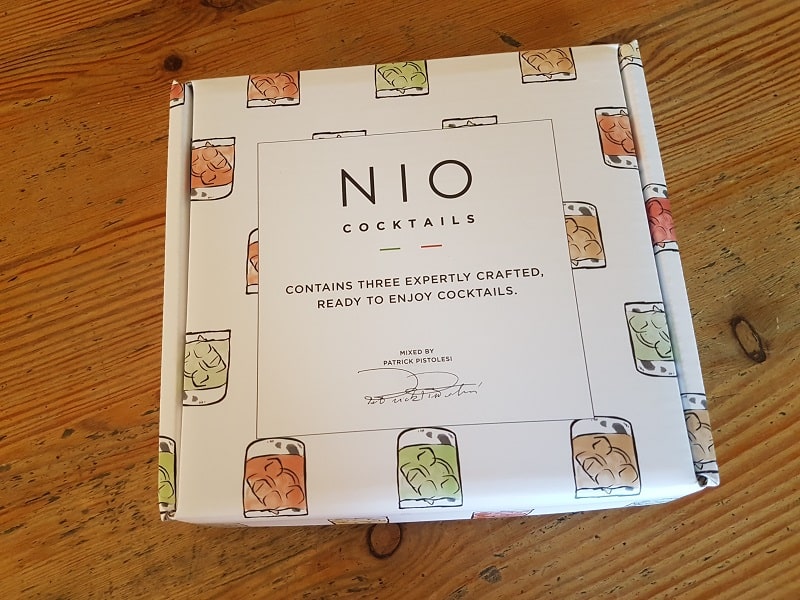 NIO
COCKTAILS
CONTAINS THREE EXPERTLY CRAFTED,
READY TO ENJOY COCKTAILS.
MIXED BY
PATRICK PISTOLESI